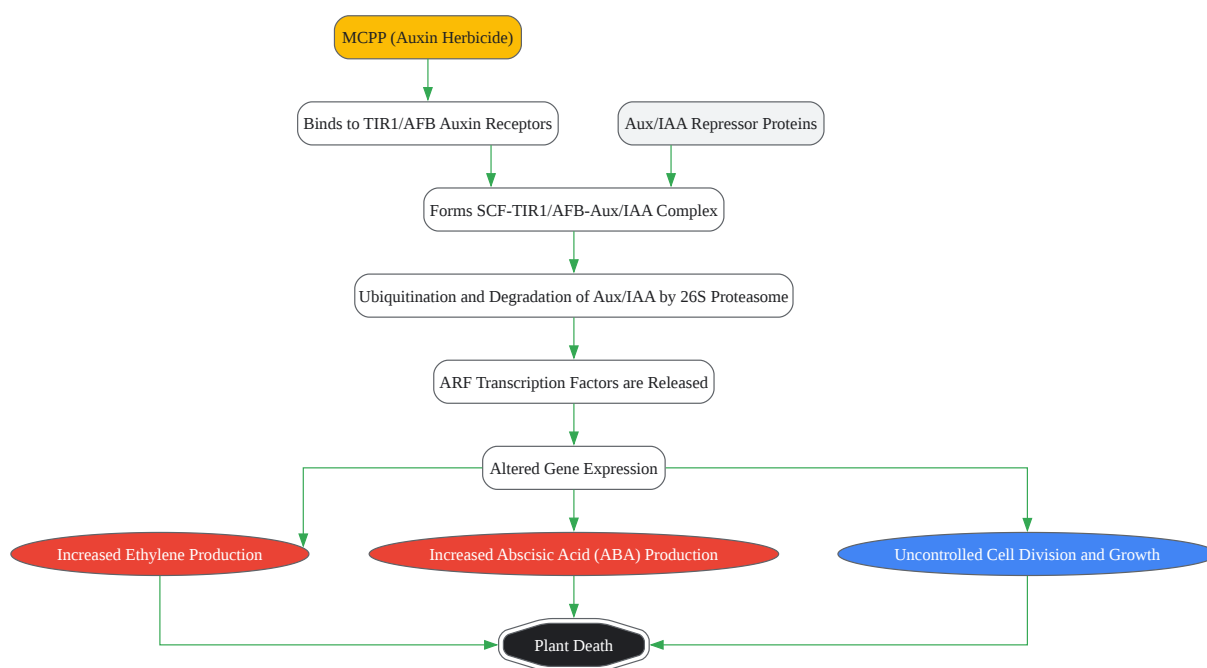 MCPP (Auxin Herbicide)
Binds to TIR1/AFB Auxin Receptors
Aux/IAA Repressor Proteins
Forms SCF-TIR1/AFB-Aux/IAA Complex
Ubiquitination and Degradation of Aux/IAA by 26S Proteasome
ARF Transcription Factors are Released
Altered Gene Expression
Increased Ethylene Production
Increased Abscisic Acid (ABA) Production
Uncontrolled Cell Division and Growth
Plant Death